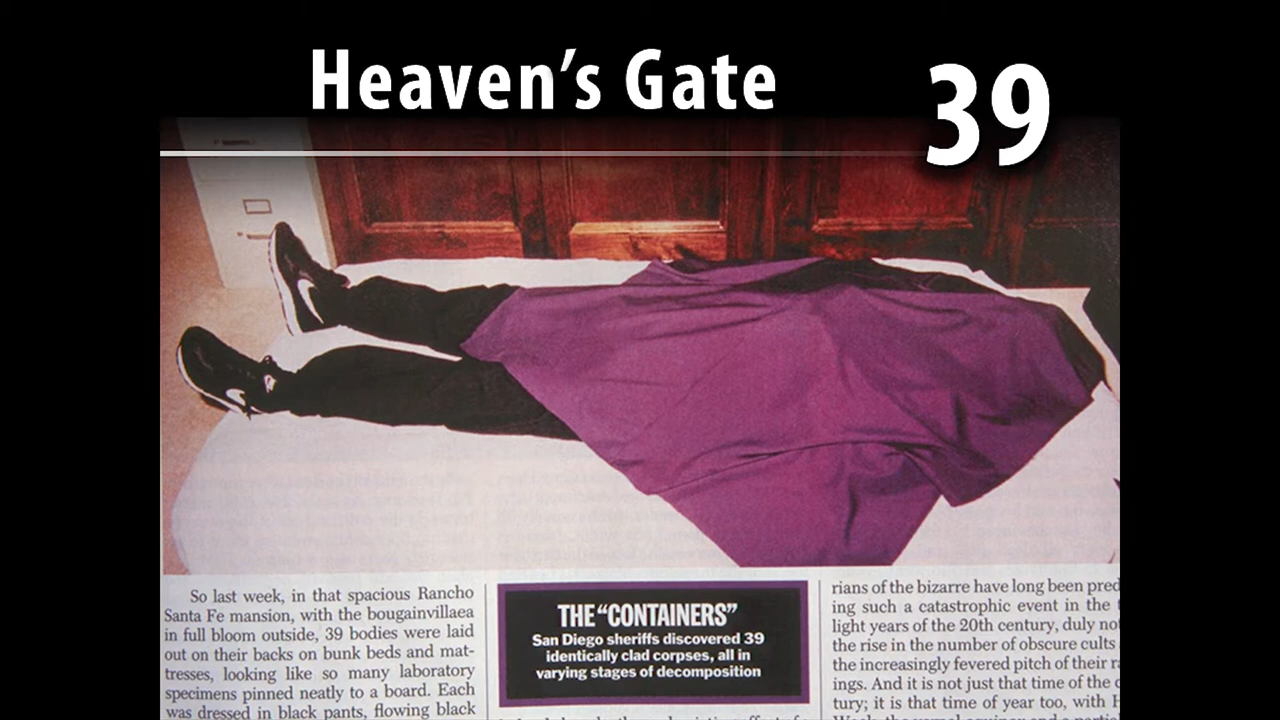 Heaven's Gate
39
So last week, in that spacious Rancho
Santa Fe mansion, with the bougainvillaea
in full bloom outside, 39 bodies were laid
out on their backs on bunk beds and mat-
tresses, looking like so many laboratory
specimens pinned neatly to a board. Each
was dressed in black pants, flowing black
THE "CONTAINERS"
San Diego sheriffs discovered 39
identically clad corpses, all in
varying stages of decomposition
rians of the bizarre have long been pred
ing such a catastrophic event in the
light years of the 20th century, duly not
the rise in the number of obscure cults
the increasingly fevered pitch of their ra
ings. And it is not just that time of the c
tury; it is that time of year too, with H